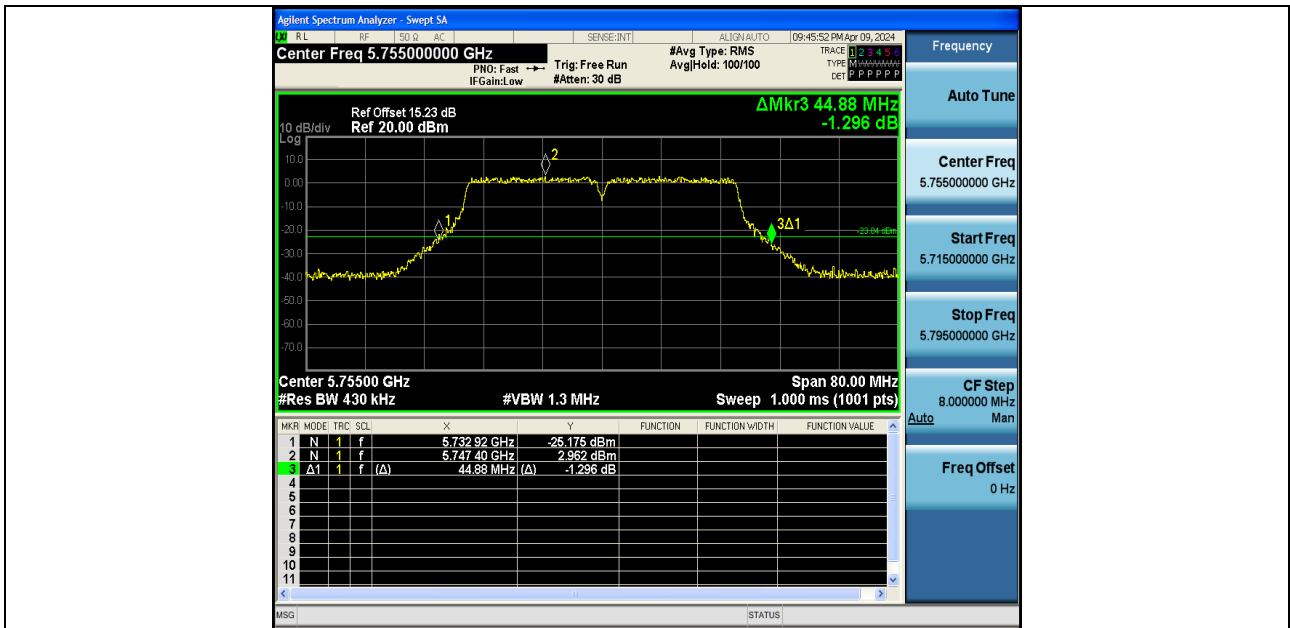 Agilent Spectrum Analyzer - Swept SA
LXI RL RF 50 Ω AC SENSE:INT ALIGN AUTO 09:45:52 PM Apr 09, 2024
Center Freq 5.755000000 GHz
PNO: Fast
IFGain:Low
Trig: Free Run
#Atten: 30 dB
#Avg Type: RMS
Avg|Hold: 100/100
TRACE 1 2 3 4 5 6
TYPE M
DET P P P P P P
ΔMkr3 44.88 MHz
-1.296 dB
Ref Offset 15.23 dB
10 dB/div Ref 20.00 dBm
Log
10.0
0.00
-10.0
-20.0
-30.0
-40.0
-50.0
-60.0
-70.0
2
1
3Δ1
-23.04 dBm
Center 5.75500 GHz Span 80.00 MHz
#Res BW 430 kHz #VBW 1.3 MHz Sweep 1.000 ms (1001 pts)
MKR MODE TRC SCL X Y FUNCTION FUNCTION WIDTH FUNCTION VALUE
1 N 1 f 5.732 92 GHz -25.175 dBm
2 N 1 f 5.747 40 GHz 2.962 dBm
3 Δ1 1 f (Δ) 44.88 MHz (Δ) -1.296 dB
4
5
6
7
8
9
10
11
MSG STATUS
Frequency
Auto Tune
Center Freq
5.755000000 GHz
Start Freq
5.715000000 GHz
Stop Freq
5.795000000 GHz
CF Step
8.000000 MHz
Auto Man
Freq Offset
0 Hz